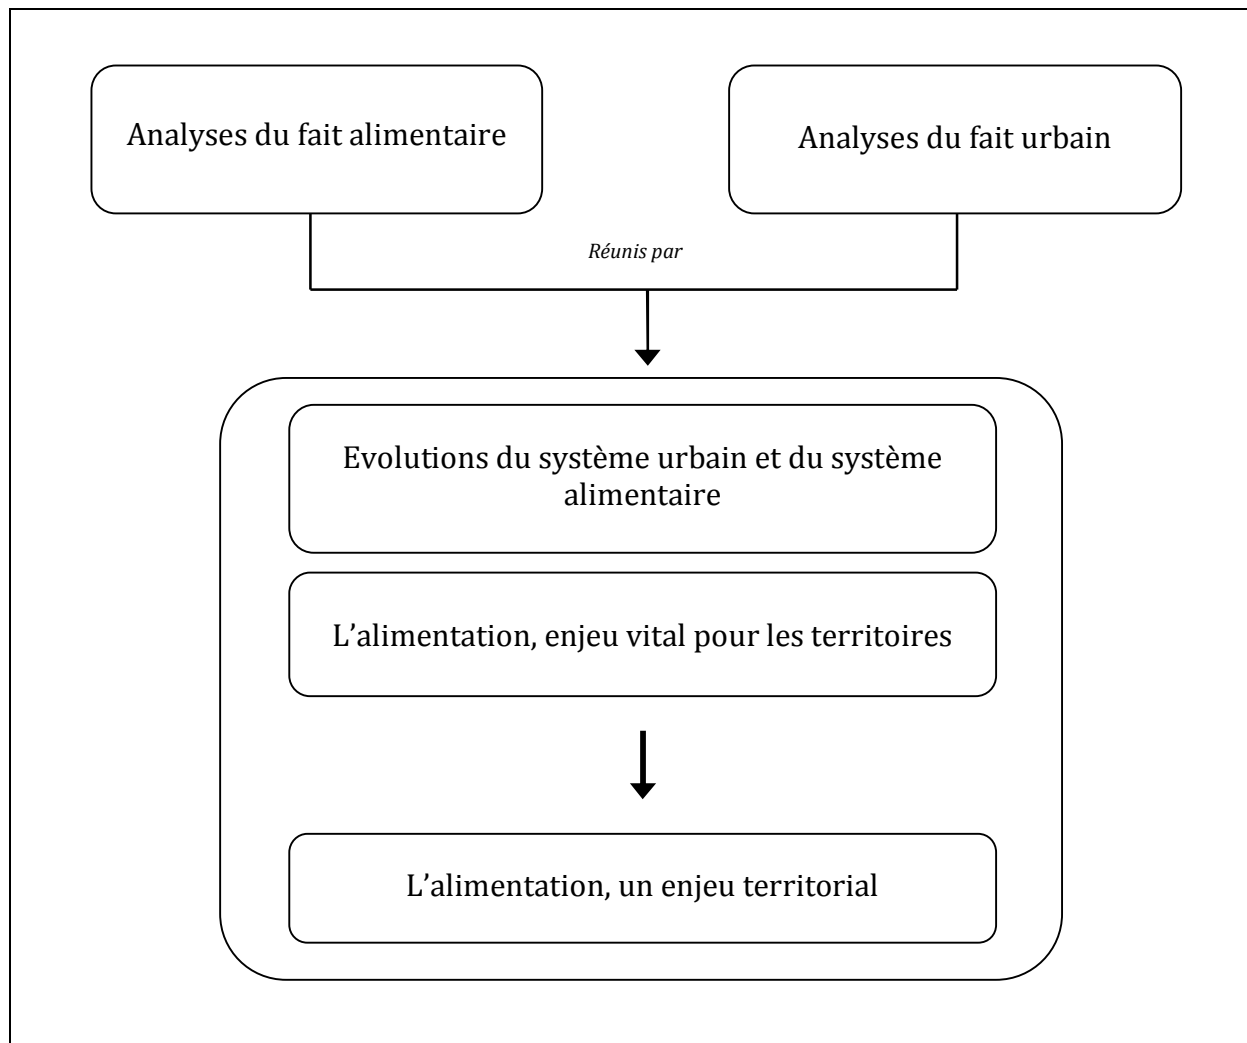 Analyses du fait alimentaire
Analyses du fait urbain
Réunis par
Evolutions du système urbain et du système
alimentaire
L’alimentation, enjeu vital pour les territoires
L’alimentation, un enjeu territorial